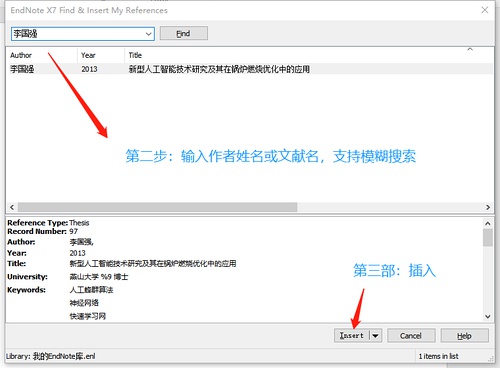 EndNote X7 Find & Insert My References
李国强
Find
Author Year Title
李国强 2013 新型人工智能技术研究及其在锅炉燃烧优化中的应用
第二步：输入作者姓名或文献名，支持模糊搜索
Reference Type: Thesis
Record Number: 97
Author: 李国强,
Year: 2013
Title: 新型人工智能技术研究及其在锅炉燃烧优化中的应用
University: 燕山大学 %9 博士
Keywords: 人工蜂群算法
神经网络
快速学习网
第三部：插入
Insert Cancel Help
Library: 我的EndNote库.enl 1 items in list